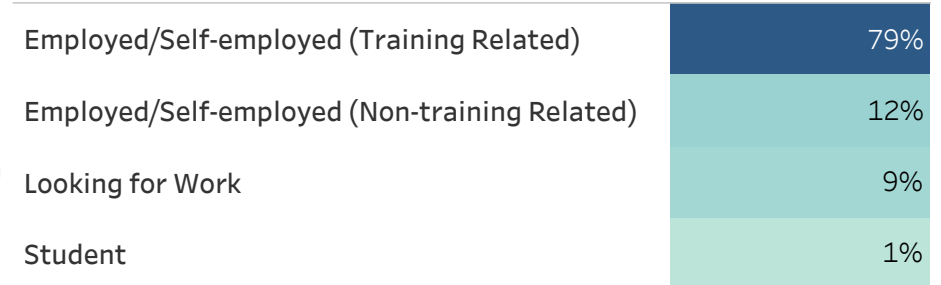 Employed/Self-employed (Training Related) 79%
Employed/Self-employed (Non-training Related) 12%
Looking for Work 9%
Student 1%